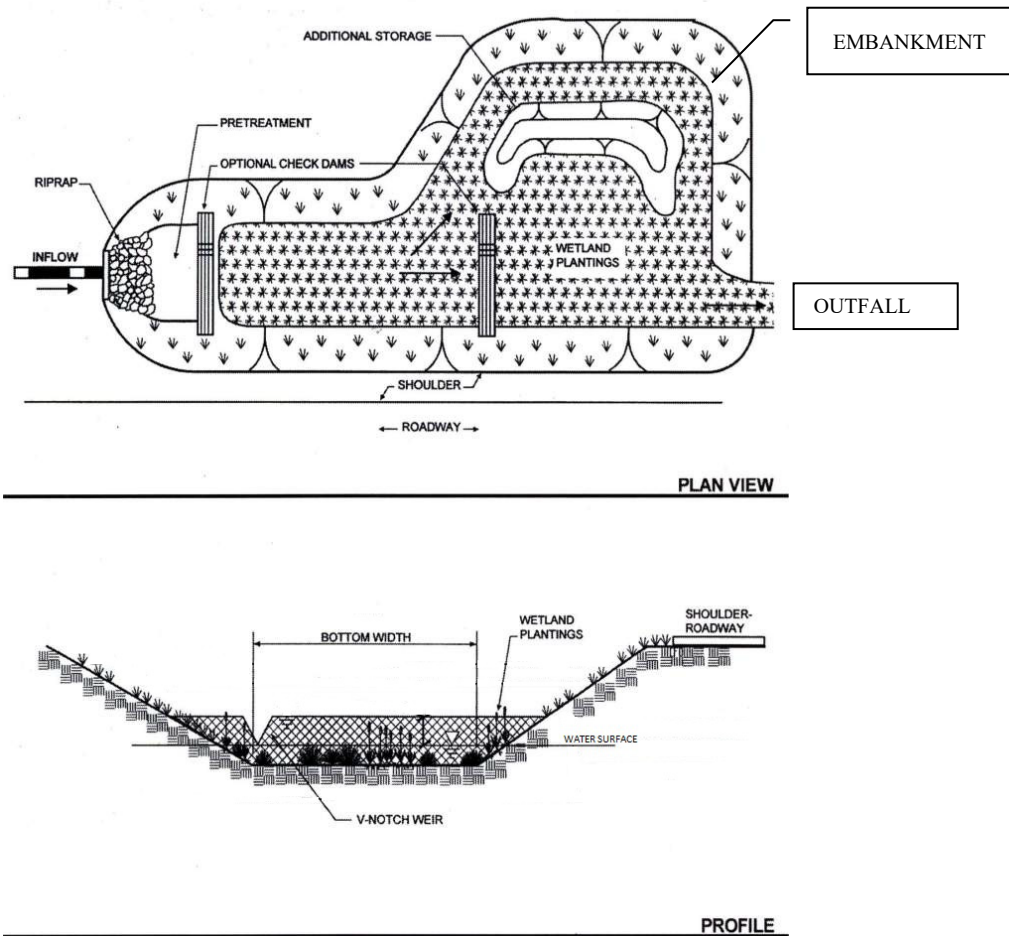 ADDITIONAL STORAGE
EMBANKMENT
PRETREATMENT
OPTIONAL CHECK DAMS
RIPRAP
INFLOW
WETLAND
PLANTINGS
OUTFALL
SHOULDER
ROADWAY
PLAN VIEW
SHOULDER-
ROADWAY
WETLAND
PLANTINGS
BOTTOM WIDTH
WATER SURFACE
V-NOTCH WEIR
PROFILE